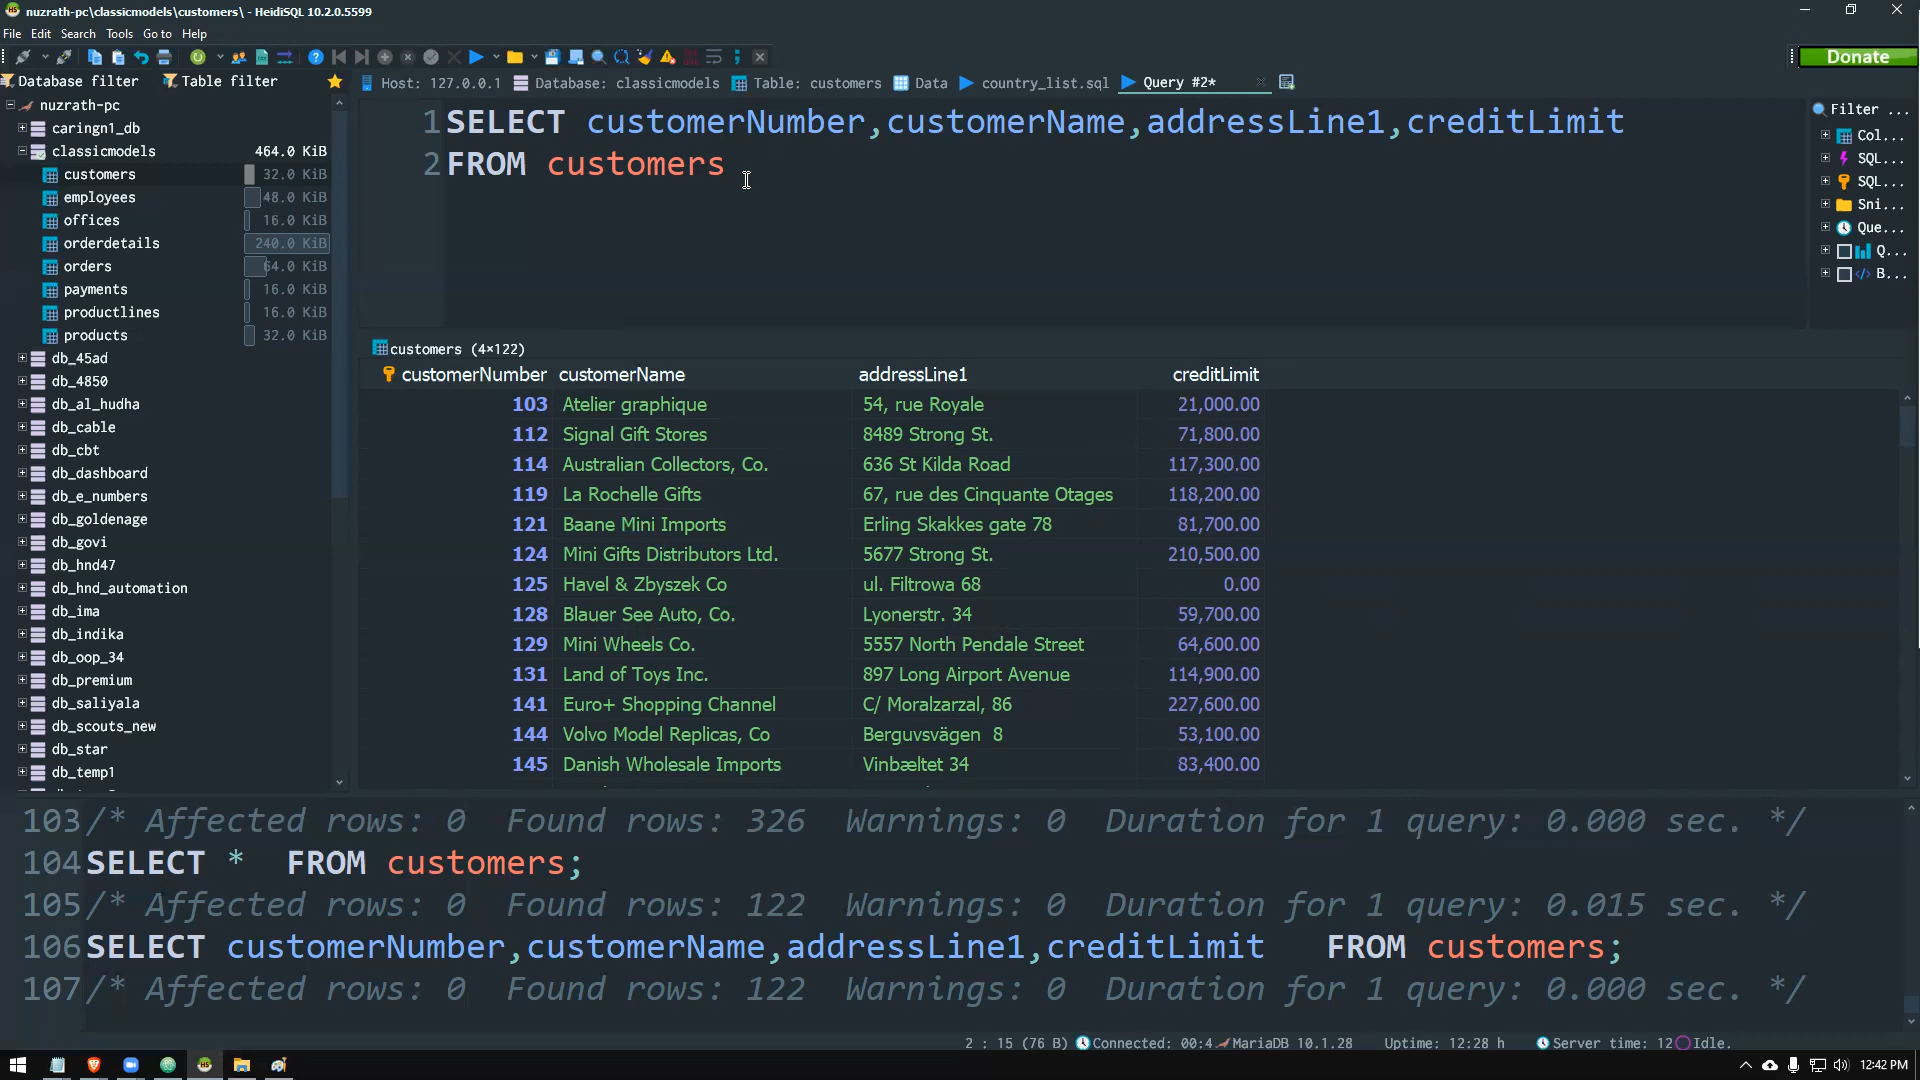 nuzrath-pc\classicmodels\customers\ - HeidiSQL 10.2.0.5599
File Edit Search Tools Go to Help
Donate
Database filter Table filter
Host: 127.0.0.1 Database: classicmodels Table: customers Data country_list.sql Query #2*
nuzrath-pc
caringn1_db
classicmodels 464.0 KiB
customers 32.0 KiB
employees 48.0 KiB
offices 16.0 KiB
orderdetails 240.0 KiB
orders 64.0 KiB
payments 16.0 KiB
productlines 16.0 KiB
products 32.0 KiB
db_45ad
db_4850
db_al_hudha
db_cable
db_cbt
db_dashboard
db_e_numbers
db_goldenage
db_govi
db_hnd47
db_hnd_automation
db_ima
db_indika
db_oop_34
db_premium
db_saliyala
db_scouts_new
db_star
db_temp1
1 SELECT customerNumber,customerName,addressLine1,creditLimit
2 FROM customers
Filter ...
Col...
SQL...
SQL...
Sni...
Que...
Q...
B...
customers (4×122)
customerNumber customerName addressLine1 creditLimit
103 Atelier graphique 54, rue Royale 21,000.00
112 Signal Gift Stores 8489 Strong St. 71,800.00
114 Australian Collectors, Co. 636 St Kilda Road 117,300.00
119 La Rochelle Gifts 67, rue des Cinquante Otages 118,200.00
121 Baane Mini Imports Erling Skakkes gate 78 81,700.00
124 Mini Gifts Distributors Ltd. 5677 Strong St. 210,500.00
125 Havel & Zbyszek Co ul. Filtrowa 68 0.00
128 Blauer See Auto, Co. Lyonerstr. 34 59,700.00
129 Mini Wheels Co. 5557 North Pendale Street 64,600.00
131 Land of Toys Inc. 897 Long Airport Avenue 114,900.00
141 Euro+ Shopping Channel C/ Moralzarzal, 86 227,600.00
144 Volvo Model Replicas, Co Berguvsvägen  8 53,100.00
145 Danish Wholesale Imports Vinbæltet 34 83,400.00
103 /* Affected rows: 0  Found rows: 326  Warnings: 0  Duration for 1 query: 0.000 sec. */
104 SELECT *  FROM customers;
105 /* Affected rows: 0  Found rows: 122  Warnings: 0  Duration for 1 query: 0.015 sec. */
106 SELECT customerNumber,customerName,addressLine1,creditLimit   FROM customers;
107 /* Affected rows: 0  Found rows: 122  Warnings: 0  Duration for 1 query: 0.000 sec. */
2 : 15 (76 B) Connected: 00:4 MariaDB 10.1.28 Uptime: 12:28 h Server time: 12 Idle.
12:42 PM